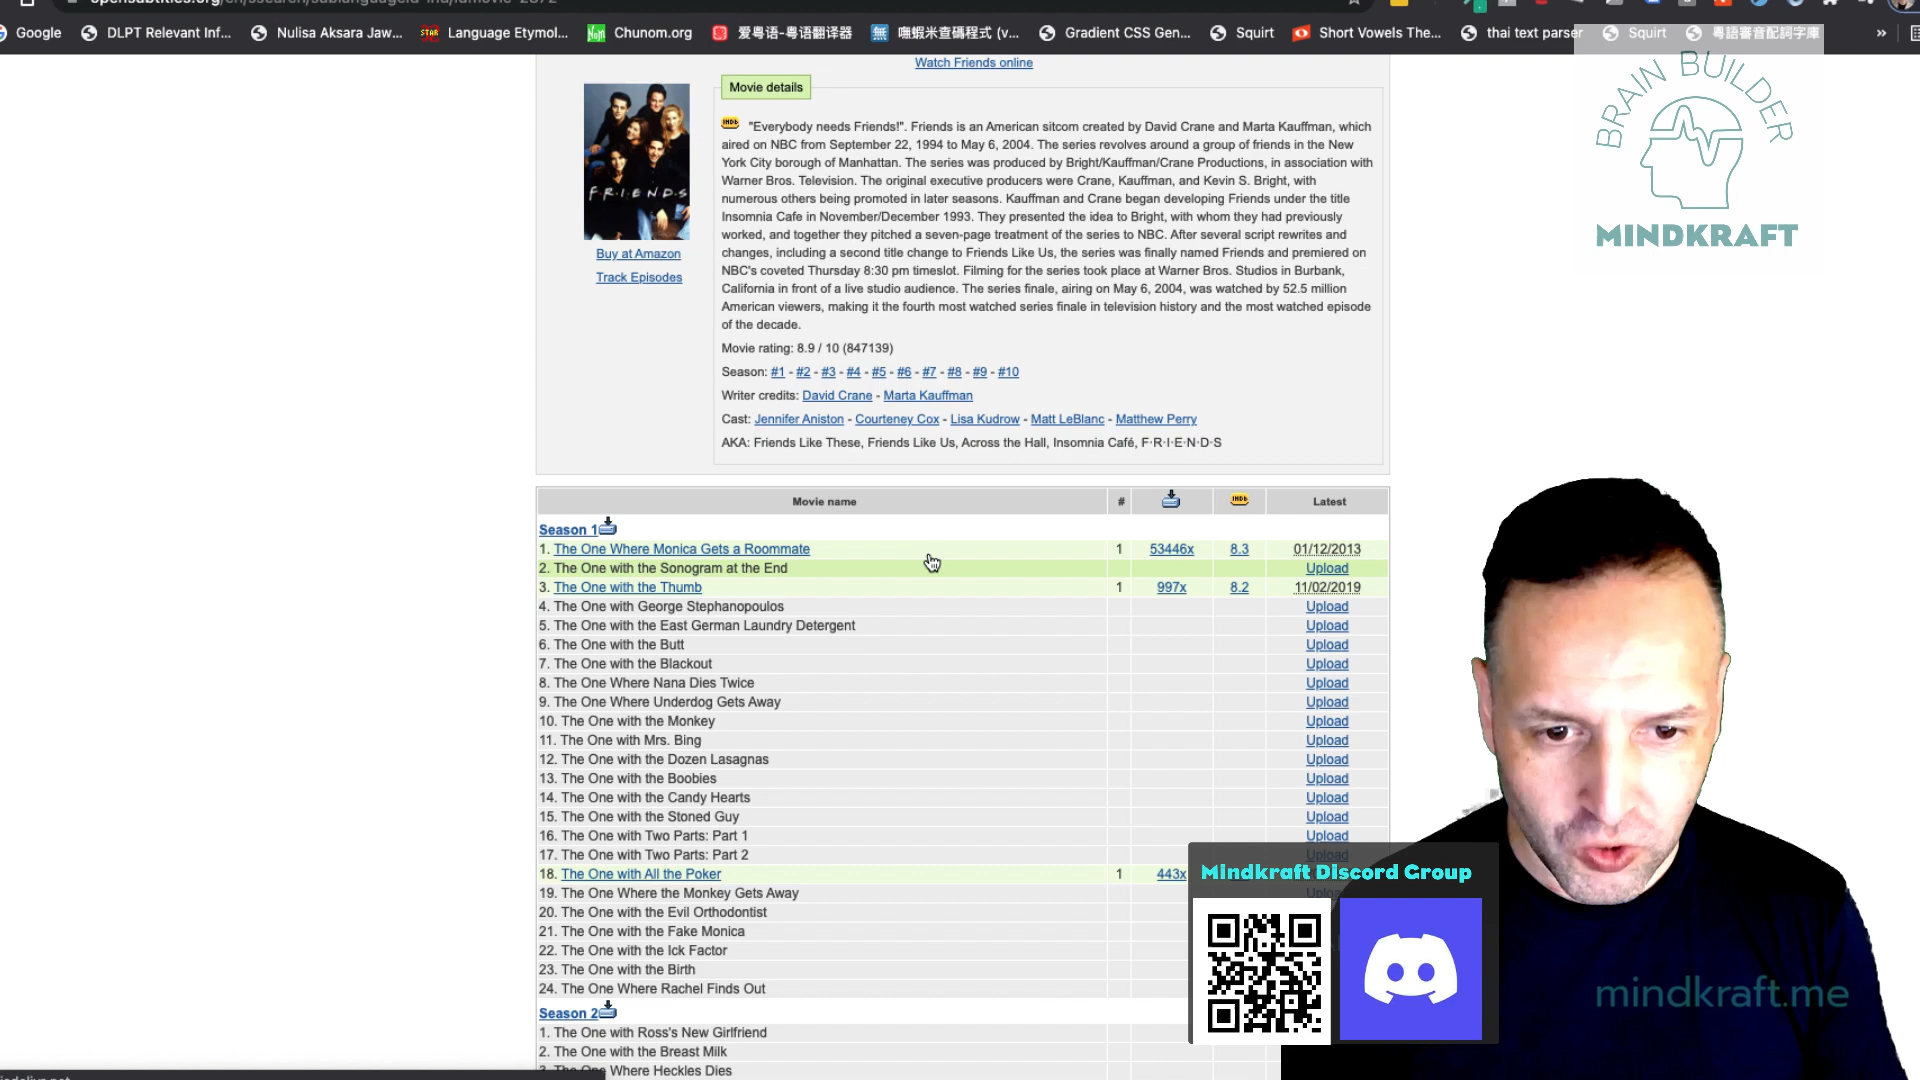 Google
DLPT Relevant Inf...
Nulisa Aksara Jaw...
STAR
Language Etymol...
Nom
Chunom.org
爱粤语-粤语翻译器
無
嘸蝦米查碼程式 (v...
Gradient CSS Gen...
Squirt
Short Vowels The...
thai text parser
Squirt
粵語審音配詞字庫
»
BRAIN BUILDER
MINDKRAFT
Watch Friends online
Movie details
"Everybody needs Friends!". Friends is an American sitcom created by David Crane and Marta Kauffman, which
aired on NBC from September 22, 1994 to May 6, 2004. The series revolves around a group of friends in the New
York City borough of Manhattan. The series was produced by Bright/Kauffman/Crane Productions, in association with
Warner Bros. Television. The original executive producers were Crane, Kauffman, and Kevin S. Bright, with
numerous others being promoted in later seasons. Kauffman and Crane began developing Friends under the title
Insomnia Cafe in November/December 1993. They presented the idea to Bright, with whom they had previously
worked, and together they pitched a seven-page treatment of the series to NBC. After several script rewrites and
changes, including a second title change to Friends Like Us, the series was finally named Friends and premiered on
NBC's coveted Thursday 8:30 pm timeslot. Filming for the series took place at Warner Bros. Studios in Burbank,
California in front of a live studio audience. The series finale, airing on May 6, 2004, was watched by 52.5 million
American viewers, making it the fourth most watched series finale in television history and the most watched episode
of the decade.
F·R·I·E·N·D·S
Buy at Amazon
Track Episodes
Movie rating: 8.9 / 10 (847139)
Season: #1 - #2 - #3 - #4 - #5 - #6 - #7 - #8 - #9 - #10
Writer credits: David Crane - Marta Kauffman
Cast: Jennifer Aniston - Courteney Cox - Lisa Kudrow - Matt LeBlanc - Matthew Perry
AKA: Friends Like These, Friends Like Us, Across the Hall, Insomnia Café, F·R·I·E·N·D·S
Movie name # IMDb Latest
Season 1
1. The One Where Monica Gets a Roommate 1 53446x 8.3 01/12/2013
2. The One with the Sonogram at the End Upload
3. The One with the Thumb 1 997x 8.2 11/02/2019
4. The One with George Stephanopoulos Upload
5. The One with the East German Laundry Detergent Upload
6. The One with the Butt Upload
7. The One with the Blackout Upload
8. The One Where Nana Dies Twice Upload
9. The One Where Underdog Gets Away Upload
10. The One with the Monkey Upload
11. The One with Mrs. Bing Upload
12. The One with the Dozen Lasagnas Upload
13. The One with the Boobies Upload
14. The One with the Candy Hearts Upload
15. The One with the Stoned Guy Upload
16. The One with Two Parts: Part 1 Upload
17. The One with Two Parts: Part 2 Upload
18. The One with All the Poker 1 443x
19. The One Where the Monkey Gets Away
20. The One with the Evil Orthodontist
21. The One with the Fake Monica
22. The One with the Ick Factor
23. The One with the Birth
24. The One Where Rachel Finds Out
Season 2
1. The One with Ross's New Girlfriend
2. The One with the Breast Milk
3. The One Where Heckles Dies
Mindkraft Discord Group
mindkraft.me